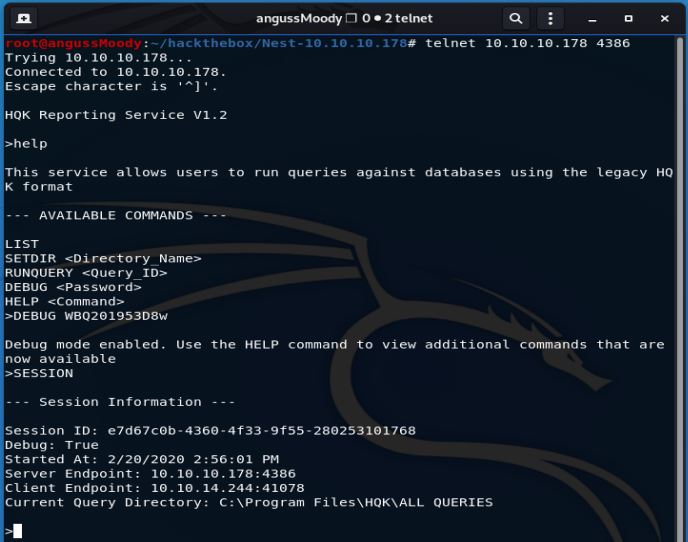 angussMoody 0 ● 2 telnet
root@angussMoody:~/hackthebox/Nest-10.10.10.178# telnet 10.10.10.178 4386
Trying 10.10.10.178...
Connected to 10.10.10.178.
Escape character is '^]'.
HQK Reporting Service V1.2
>help
This service allows users to run queries against databases using the legacy HQ
K format
--- AVAILABLE COMMANDS ---
LIST
SETDIR <Directory_Name>
RUNQUERY <Query_ID>
DEBUG <Password>
HELP <Command>
>DEBUG WBQ201953D8w
Debug mode enabled. Use the HELP command to view additional commands that are
now available
>SESSION
--- Session Information ---
Session ID: e7d67c0b-4360-4f33-9f55-280253101768
Debug: True
Started At: 2/20/2020 2:56:01 PM
Server Endpoint: 10.10.10.178:4386
Client Endpoint: 10.10.14.244:41078
Current Query Directory: C:\Program Files\HQK\ALL QUERIES
>